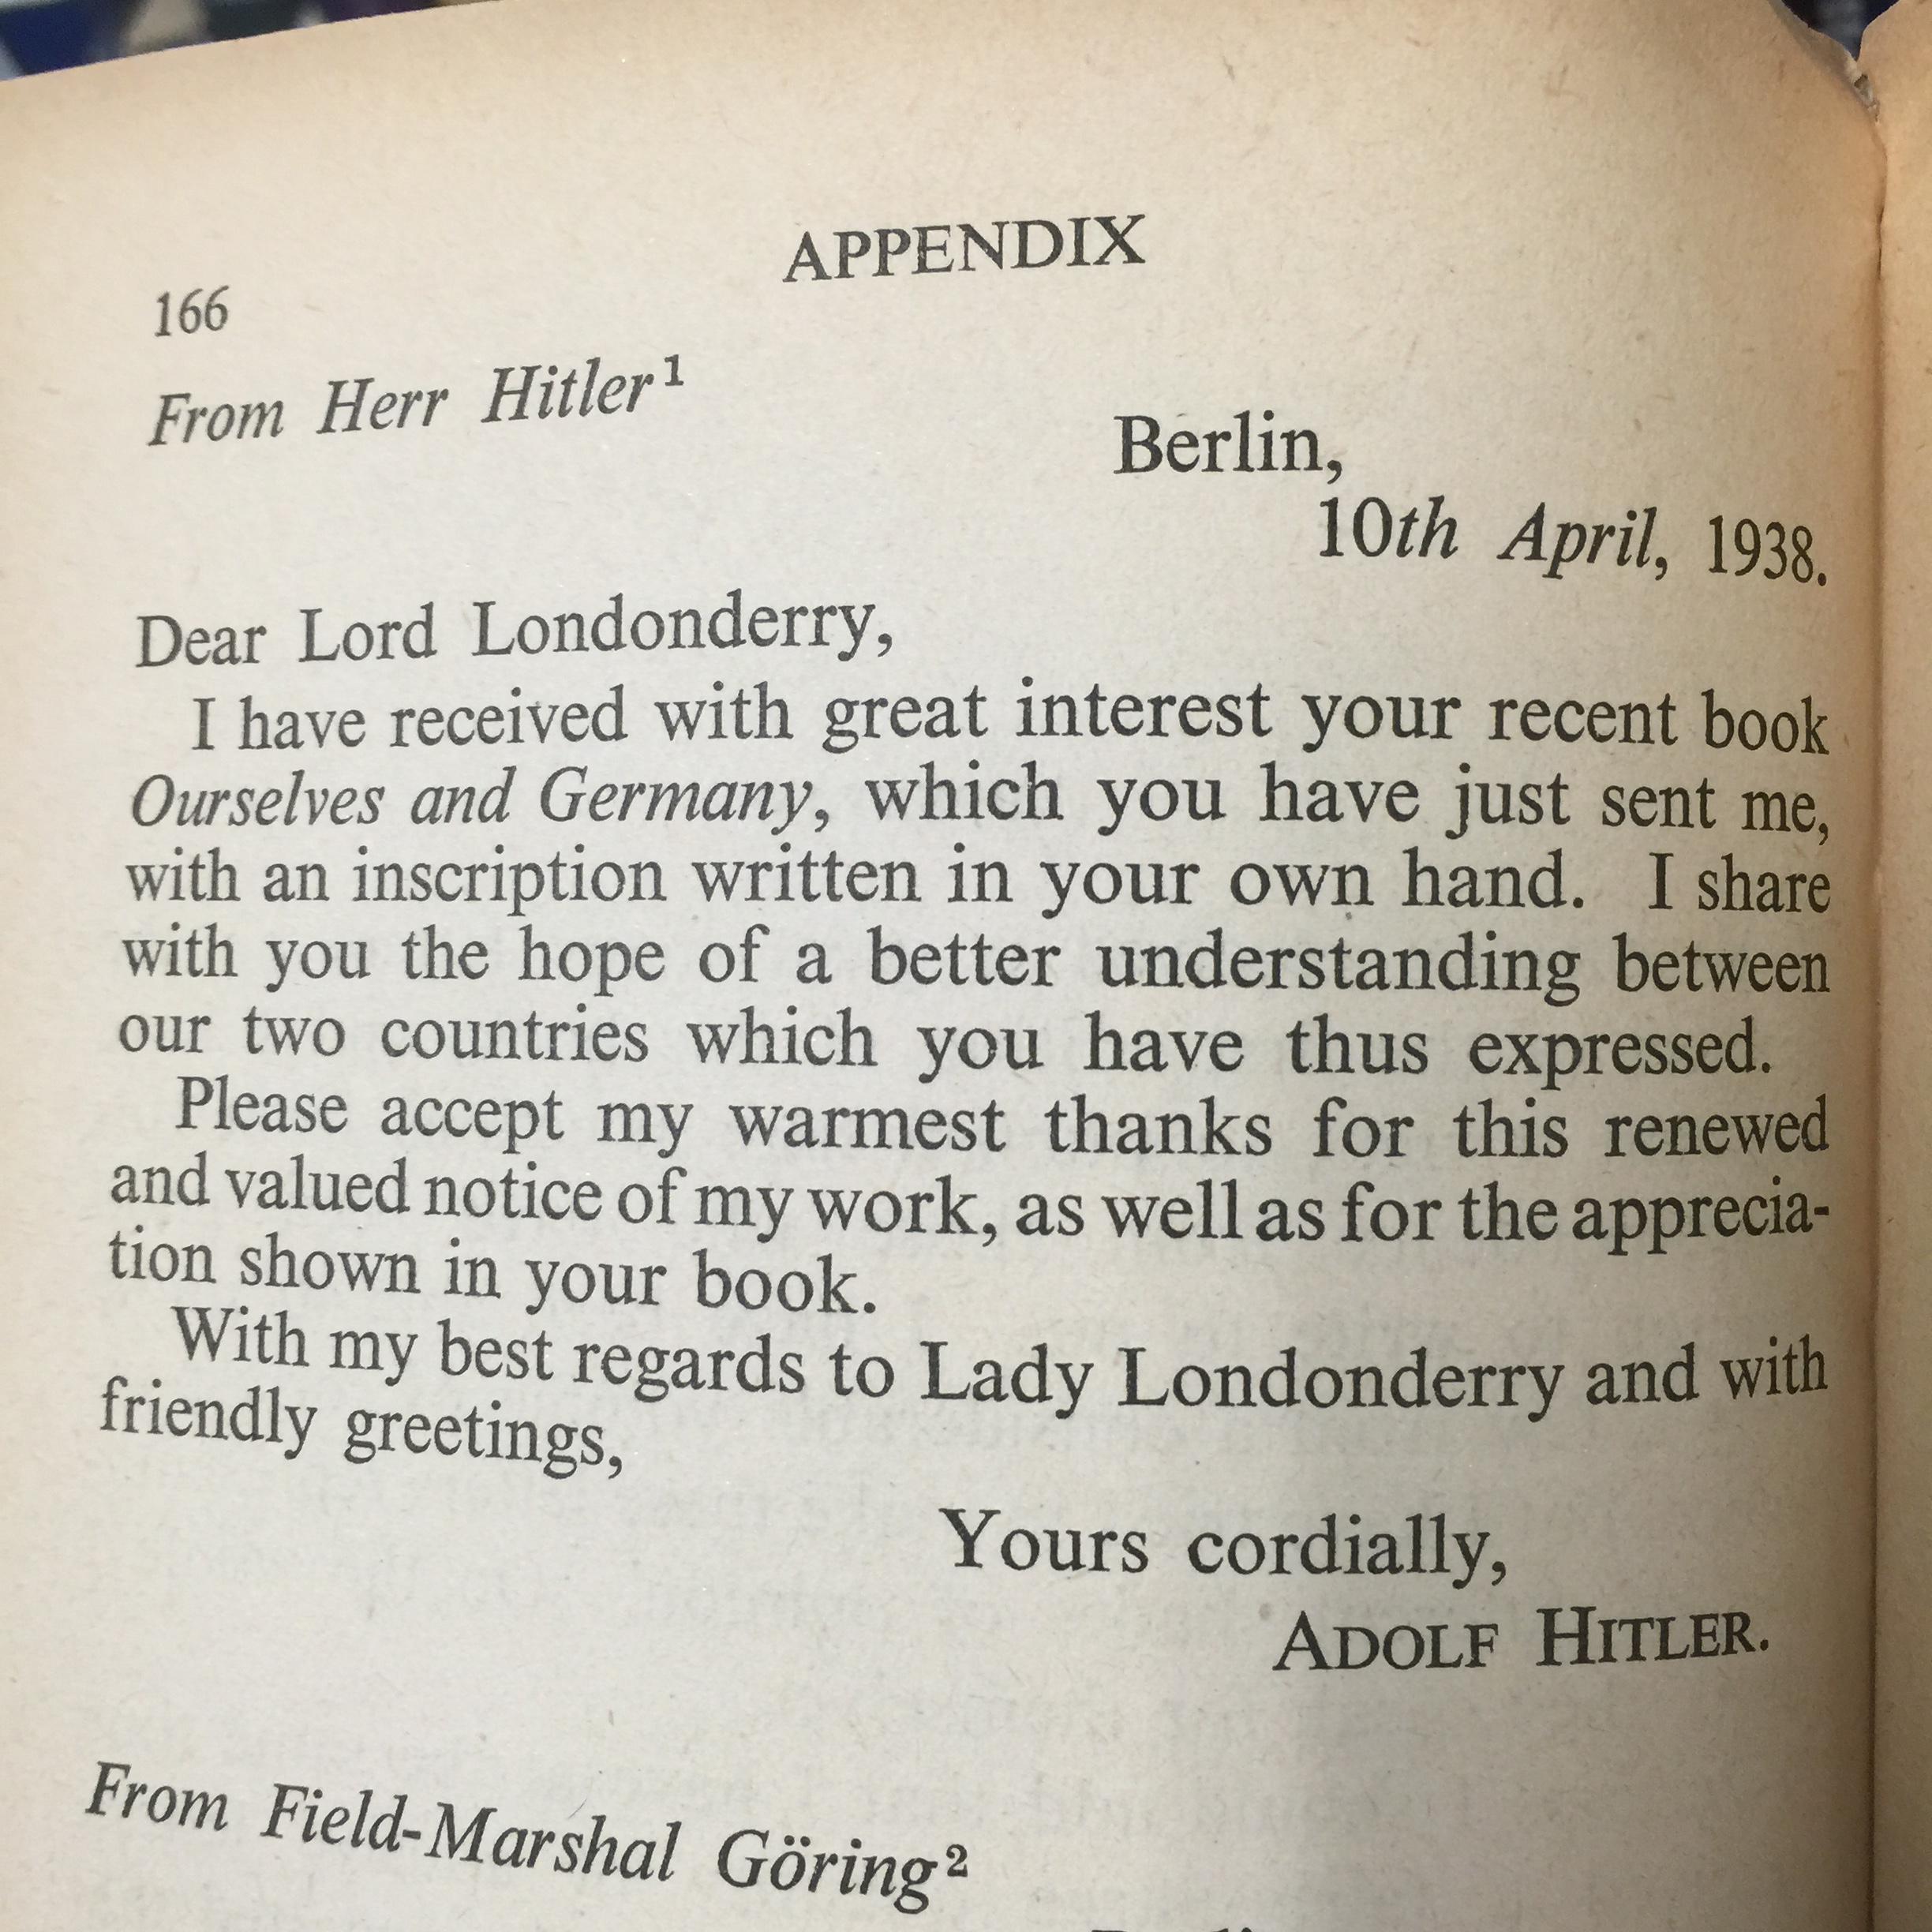 APPENDIX
166
From Herr Hitler¹
Berlin,
10th April, 1938.
Dear Lord Londonderry,
I have received with great interest your recent book
Ourselves and Germany, which you have just sent me,
with an inscription written in your own hand. I share
with you the hope of a better understanding between
our two countries which you have thus expressed.
Please accept my warmest thanks for this renewed
and valued notice of my work, as well as for the apprecia-
tion shown in your book.
With my best regards to Lady Londonderry and with
friendly greetings,
Yours cordially,
ADOLF HITLER.
From Field-Marshal Göring²